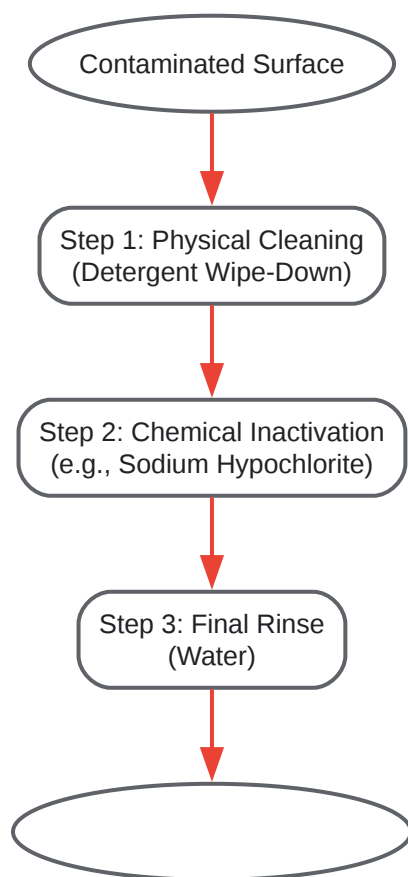 Contaminated Surface
Step 1: Physical Cleaning
(Detergent Wipe-Down)
Step 2: Chemical Inactivation
(e.g., Sodium Hypochlorite)
Step 3: Final Rinse
(Water)